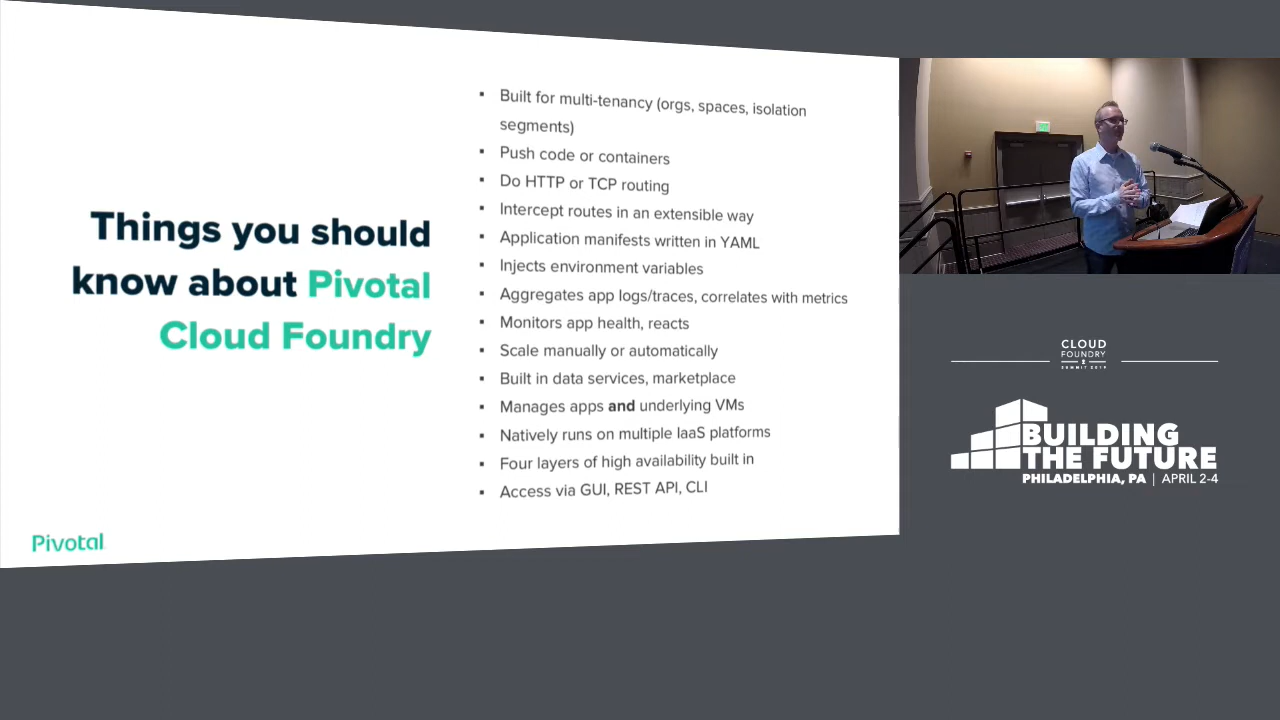 Things you should
know about Pivotal
Cloud Foundry
▪ Built for multi-tenancy (orgs, spaces, isolation
segments)
▪ Push code or containers
▪ Do HTTP or TCP routing
▪ Intercept routes in an extensible way
▪ Application manifests written in YAML
▪ Injects environment variables
▪ Aggregates app logs/traces, correlates with metrics
▪ Monitors app health, reacts
▪ Scale manually or automatically
▪ Built in data services, marketplace
▪ Manages apps and underlying VMs
▪ Natively runs on multiple IaaS platforms
▪ Four layers of high availability built in
▪ Access via GUI, REST API, CLI
Pivotal
CLOUD
FOUNDRY
SUMMIT 2019
BUILDING
THE FUTURE
PHILADELPHIA, PA | APRIL 2-4